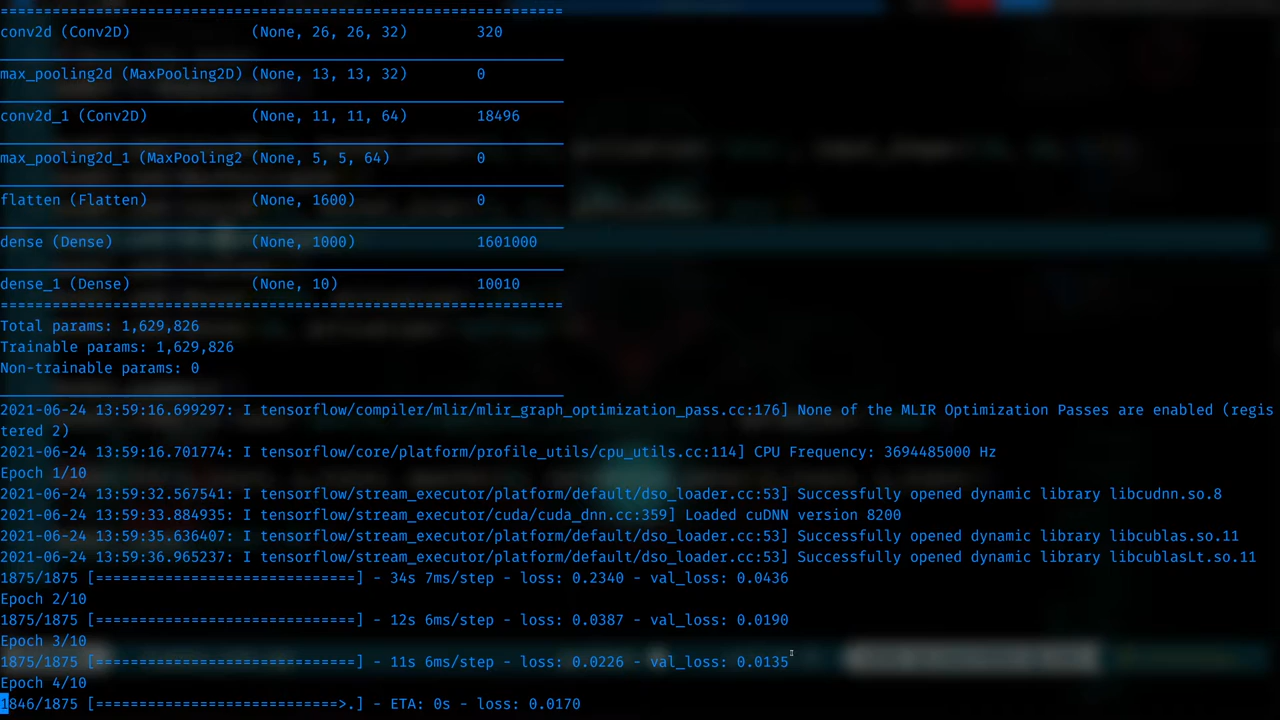 =================================================================
conv2d (Conv2D)              (None, 26, 26, 32)        320
_________________________________________________________________
max_pooling2d (MaxPooling2D) (None, 13, 13, 32)        0
_________________________________________________________________
conv2d_1 (Conv2D)            (None, 11, 11, 64)        18496
_________________________________________________________________
max_pooling2d_1 (MaxPooling2 (None, 5, 5, 64)          0
_________________________________________________________________
flatten (Flatten)            (None, 1600)              0
_________________________________________________________________
dense (Dense)                (None, 1000)              1601000
_________________________________________________________________
dense_1 (Dense)              (None, 10)                10010
=================================================================
Total params: 1,629,826
Trainable params: 1,629,826
Non-trainable params: 0
_________________________________________________________________
2021-06-24 13:59:16.699297: I tensorflow/compiler/mlir/mlir_graph_optimization_pass.cc:176] None of the MLIR Optimization Passes are enabled (regis
tered 2)
2021-06-24 13:59:16.701774: I tensorflow/core/platform/profile_utils/cpu_utils.cc:114] CPU Frequency: 3694485000 Hz
Epoch 1/10
2021-06-24 13:59:32.567541: I tensorflow/stream_executor/platform/default/dso_loader.cc:53] Successfully opened dynamic library libcudnn.so.8
2021-06-24 13:59:33.884935: I tensorflow/stream_executor/cuda/cuda_dnn.cc:359] Loaded cuDNN version 8200
2021-06-24 13:59:35.636407: I tensorflow/stream_executor/platform/default/dso_loader.cc:53] Successfully opened dynamic library libcublas.so.11
2021-06-24 13:59:36.965237: I tensorflow/stream_executor/platform/default/dso_loader.cc:53] Successfully opened dynamic library libcublasLt.so.11
1875/1875 [==============================] - 34s 7ms/step - loss: 0.2340 - val_loss: 0.0436
Epoch 2/10
1875/1875 [==============================] - 12s 6ms/step - loss: 0.0387 - val_loss: 0.0190
Epoch 3/10
1875/1875 [==============================] - 11s 6ms/step - loss: 0.0226 - val_loss: 0.0135
Epoch 4/10
1846/1875 [============================>.] - ETA: 0s - loss: 0.0170